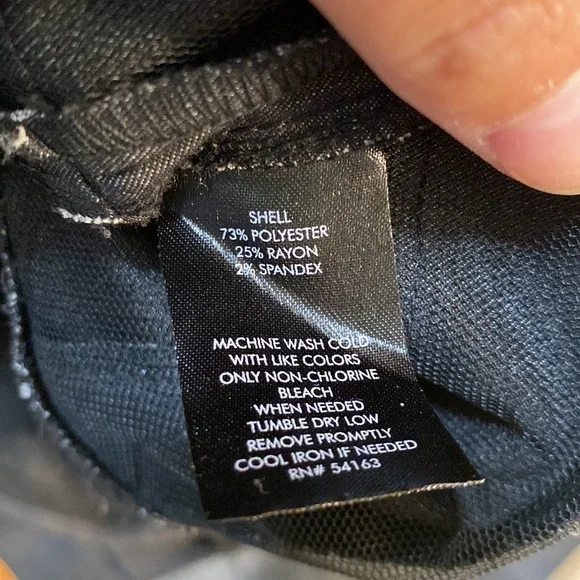 SHELL
73% POLYESTER
25% RAYON
2% SPANDEX
MACHINE WASH COLD
WITH LIKE COLORS
ONLY NON-CHLORINE
BLEACH
WHEN NEEDED
TUMBLE DRY LOW
REMOVE PROMPTLY
COOL IRON IF NEEDED
RN# 54163